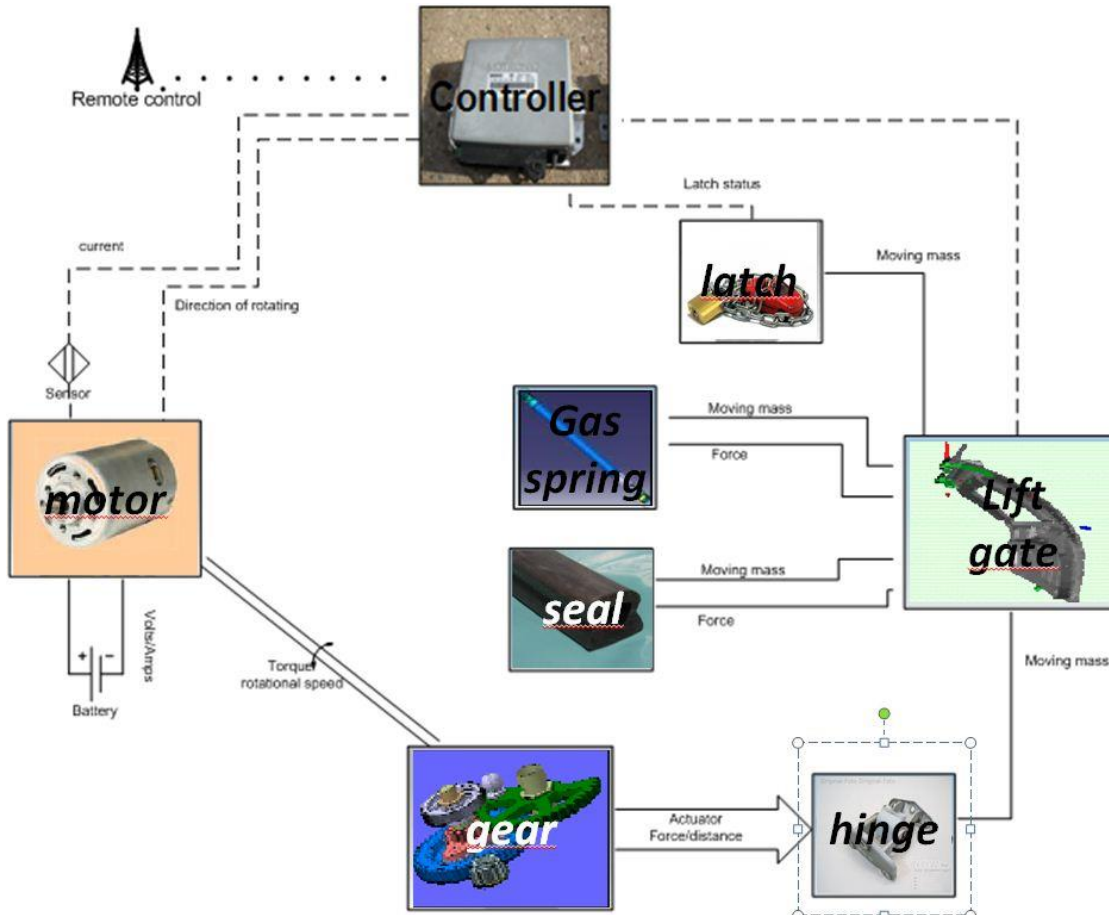 Controller
Remote control
Latch status
latch
Moving mass
current
Direction of rotating
Sensor
motor
Gas
spring
Moving mass
Force
Lift
gate
seal
Moving mass
Force
Volts/Amps
+ −
Battery
Torque
rotational speed
Moving mass
gear
Actuator
Force/distance
hinge